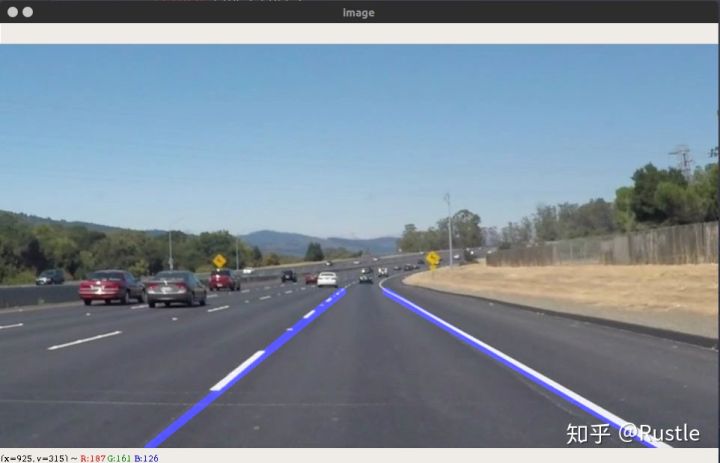 image
知乎 @Rustle
(x=925, y=315) ~ R:187 G:161 B:126